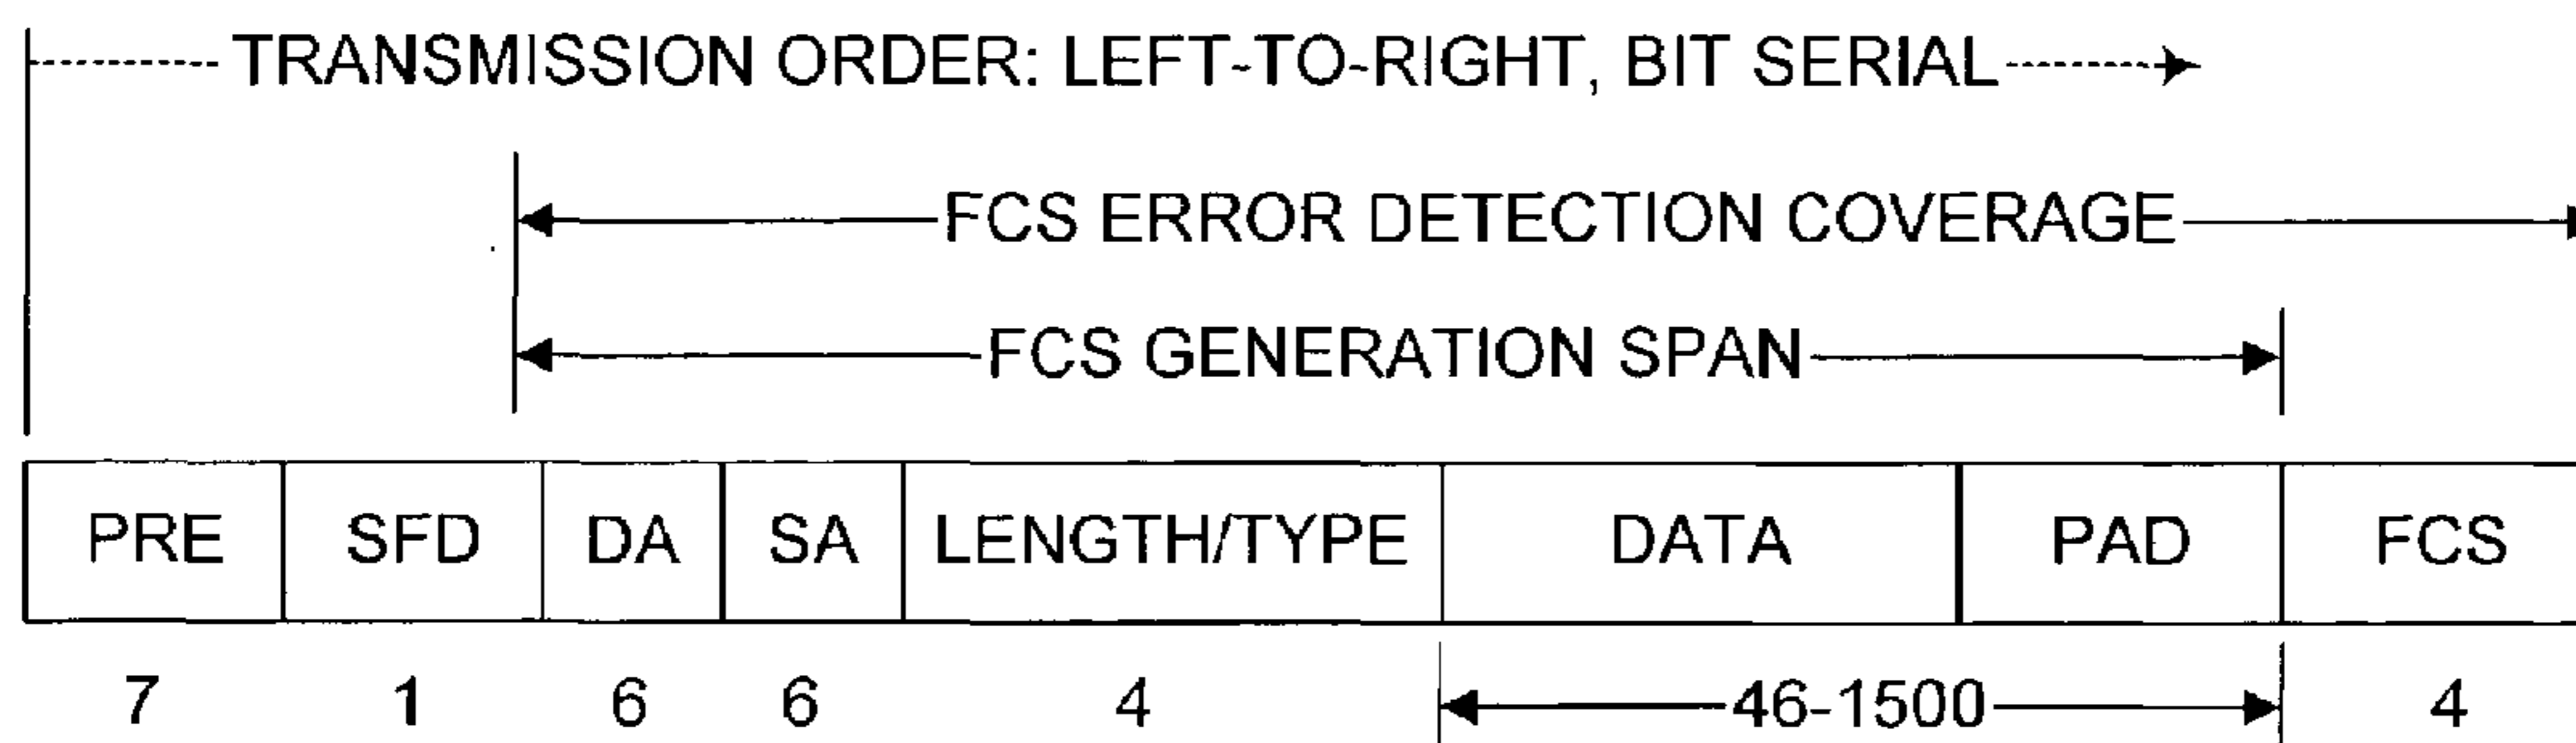 TRANSMISSION ORDER: LEFT-TO-RIGHT, BIT SERIAL
FCS ERROR DETECTION COVERAGE
FCS GENERATION SPAN
PRE SFD DA SA LENGTH/TYPE DATA PAD FCS
7 1 6 6 4 46-1500 4